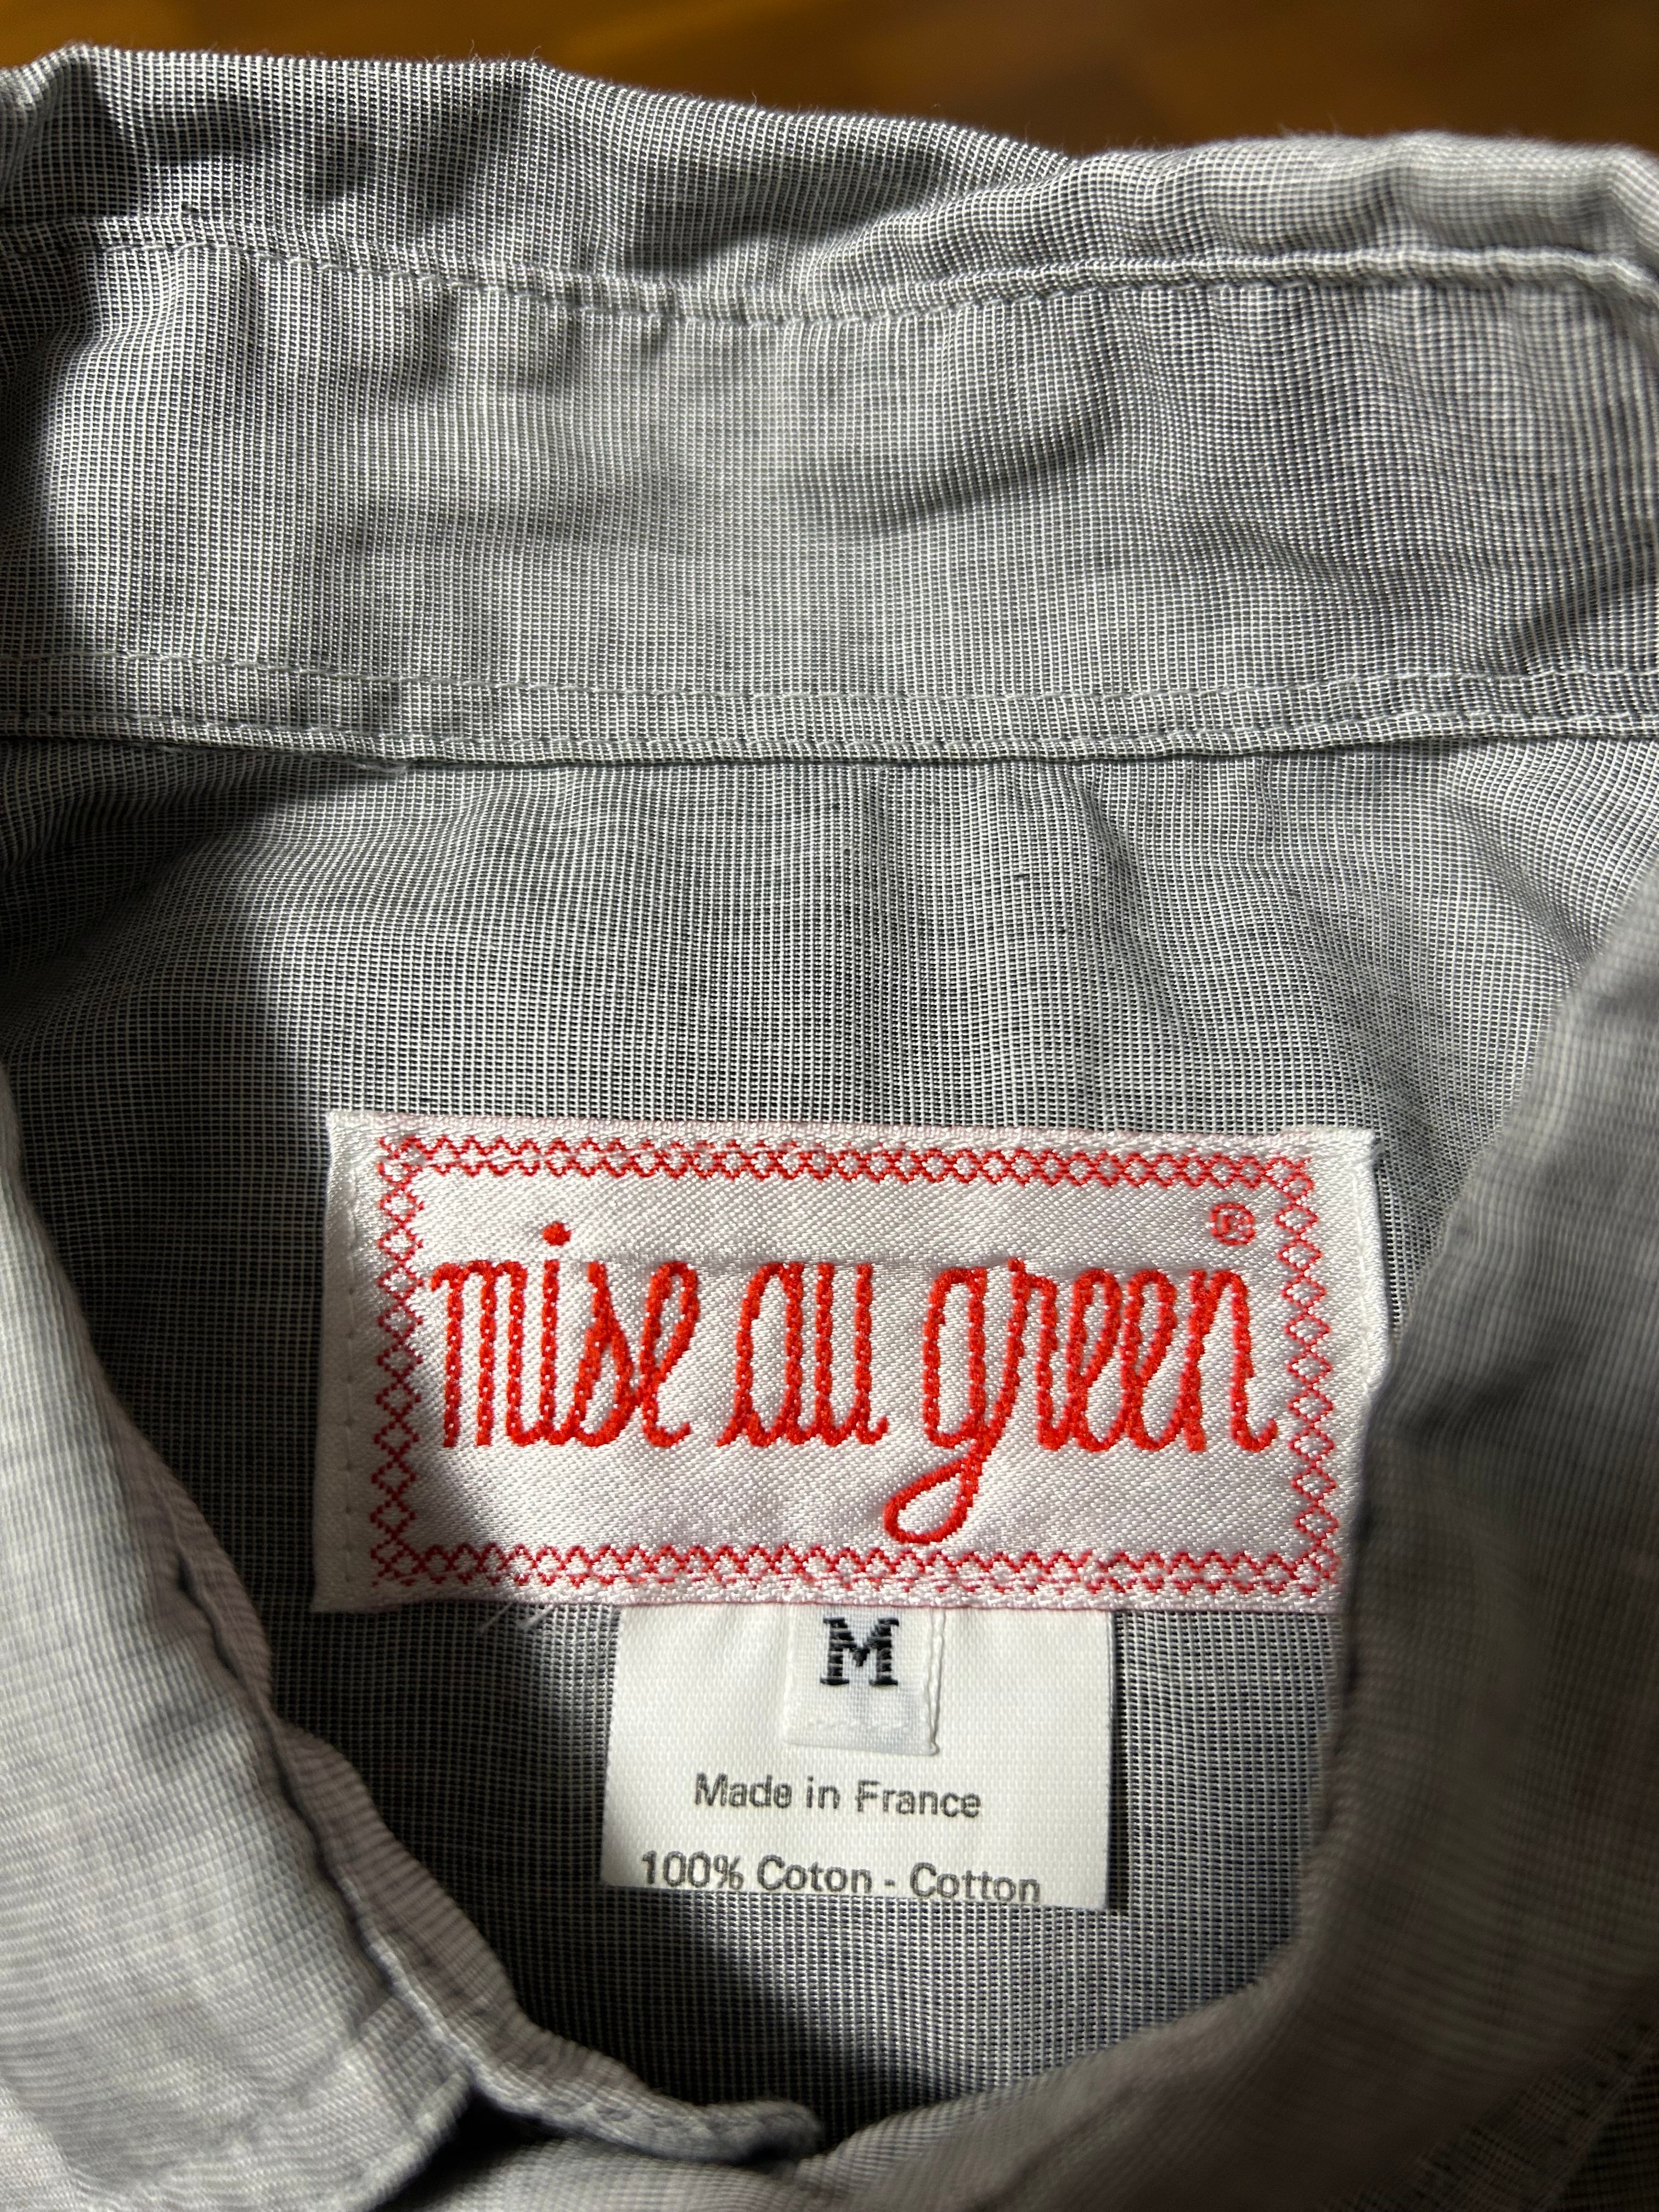 mise au green ®
M
Made in France
100% Coton - Cotton